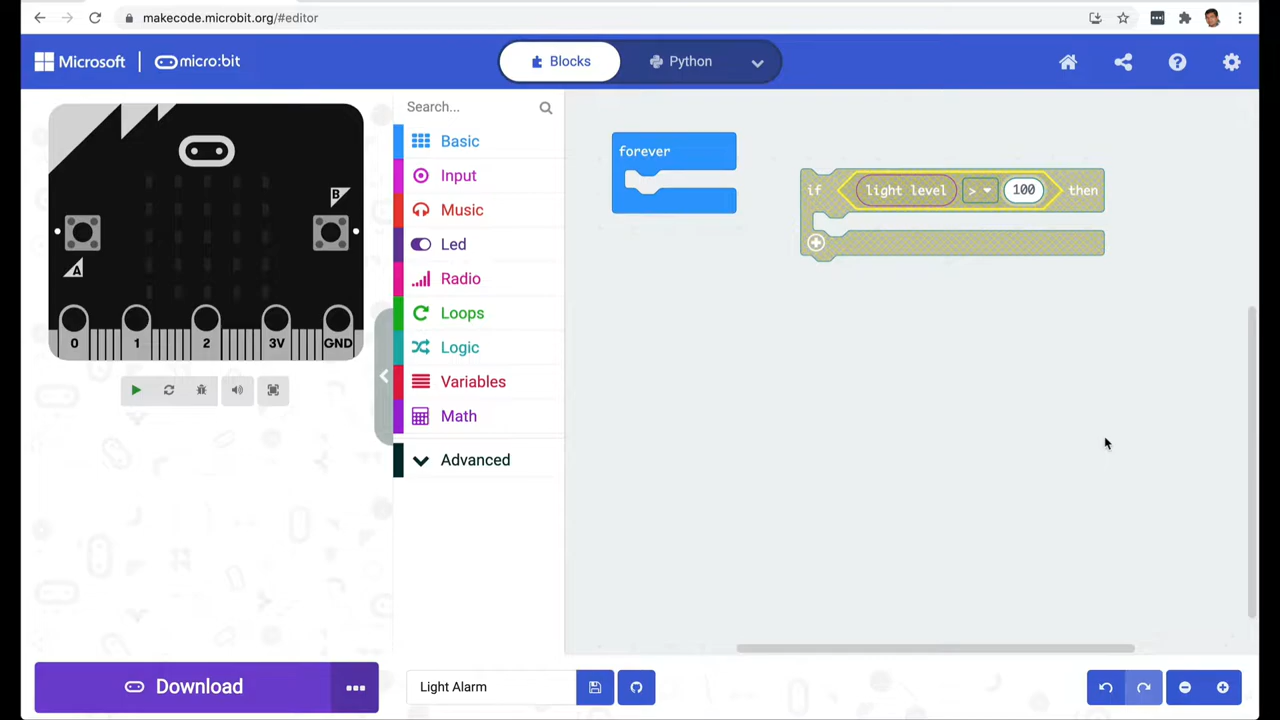 makecode.microbit.org/#editor
Microsoft micro:bit
Blocks
Python
Search...
Basic
Input
Music
Led
Radio
Loops
Logic
Variables
Math
Advanced
forever
if light level > 100 then
B
A
0 1 2 3V GND
Download
Light Alarm